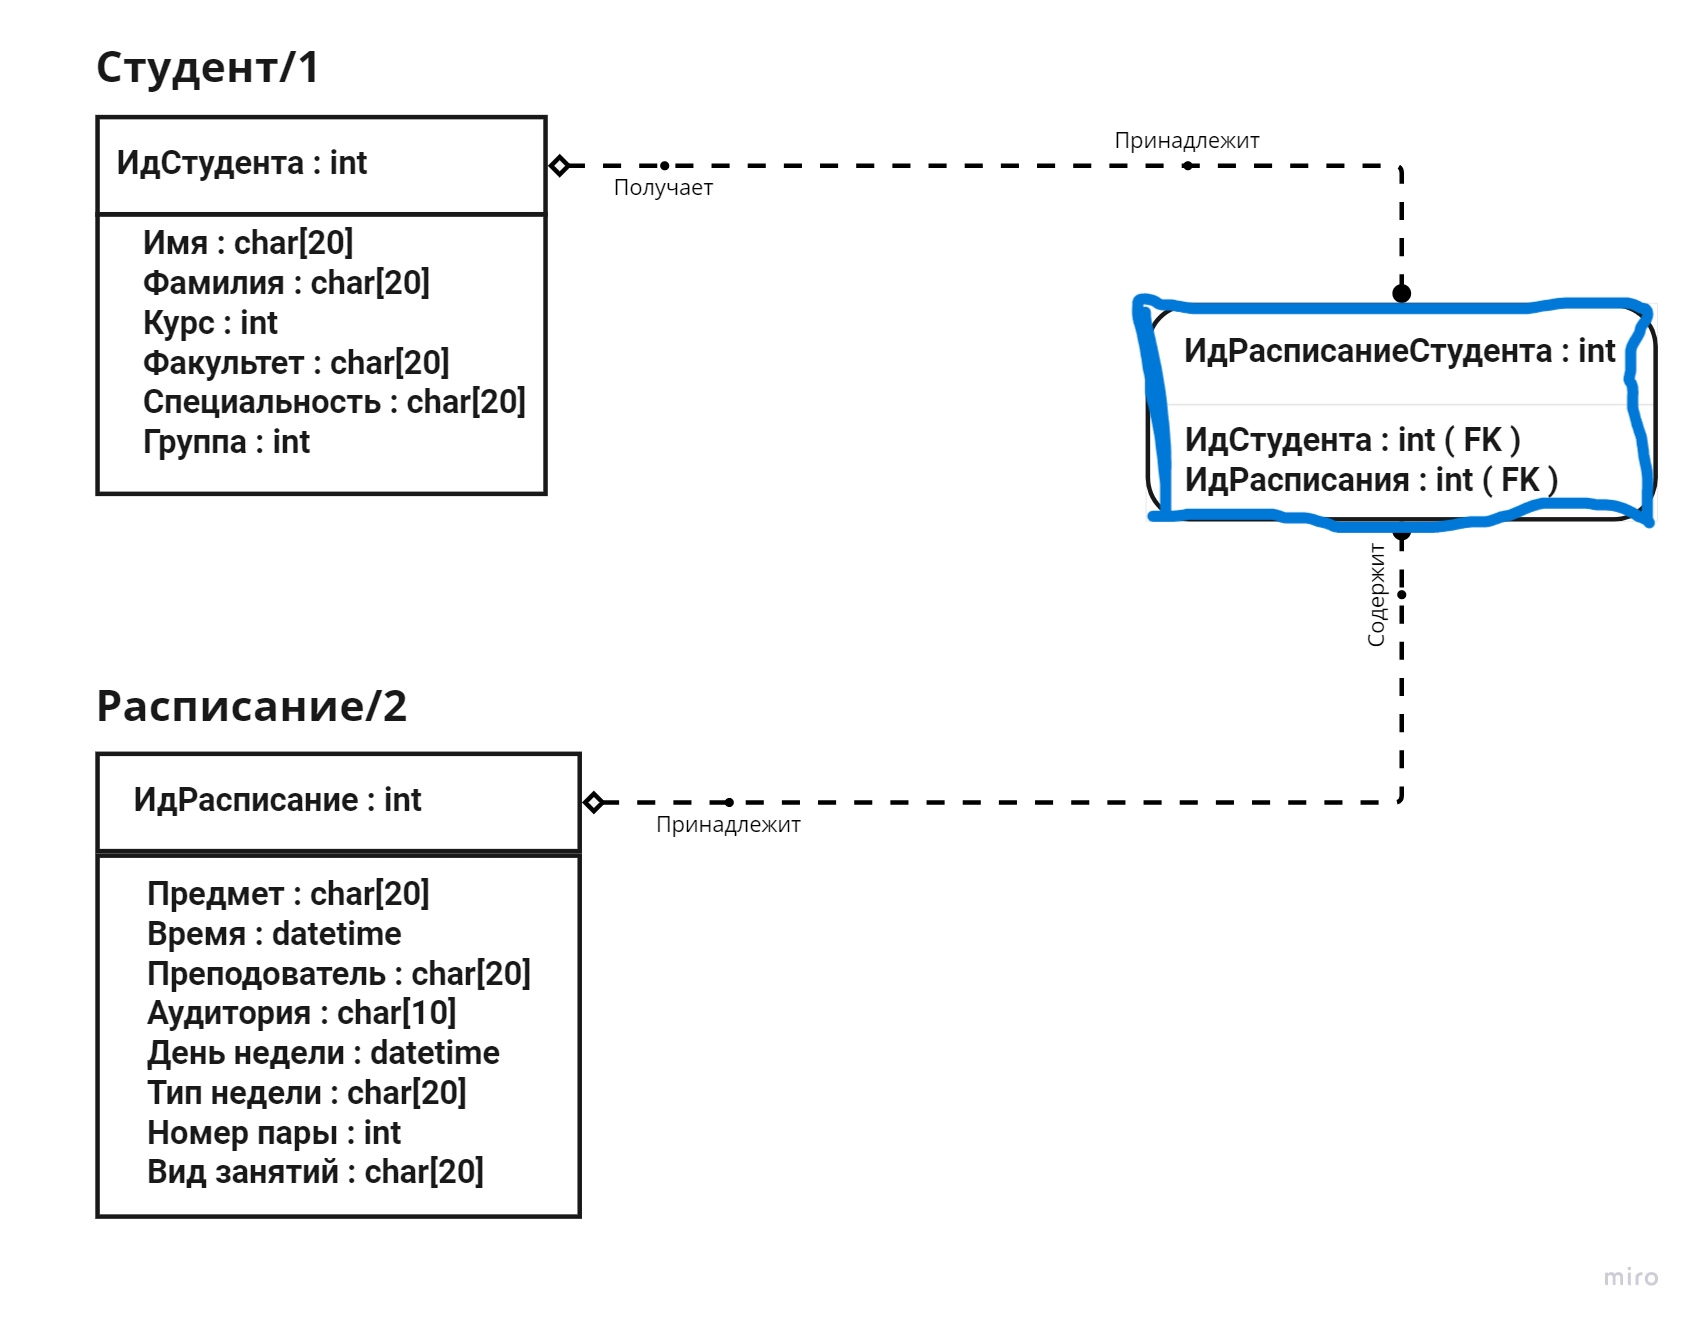 Студент/1
ИдСтудента : int
Имя : char[20]
Фамилия : char[20]
Курс : int
Факультет : char[20]
Специальность : char[20]
Группа : int
Получает
Принадлежит
ИдРасписаниеСтудента : int
ИдСтудента : int ( FK )
ИдРасписания : int ( FK )
Содержит
Расписание/2
ИдРасписание : int
Принадлежит
Предмет : char[20]
Время : datetime
Преподователь : char[20]
Аудитория : char[10]
День недели : datetime
Тип недели : char[20]
Номер пары : int
Вид занятий : char[20]
miro